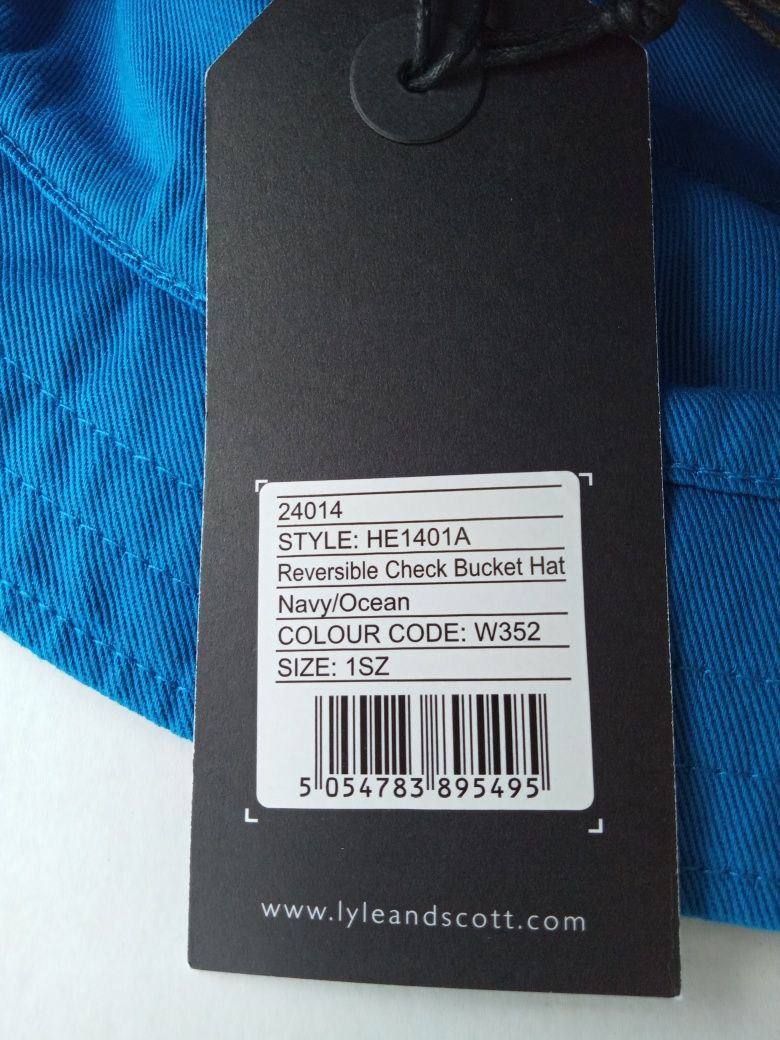 24014
STYLE: HE1401A
Reversible Check Bucket Hat
Navy/Ocean
COLOUR CODE: W352
SIZE: 1SZ
5 054783 895495
www.lyleandscott.com